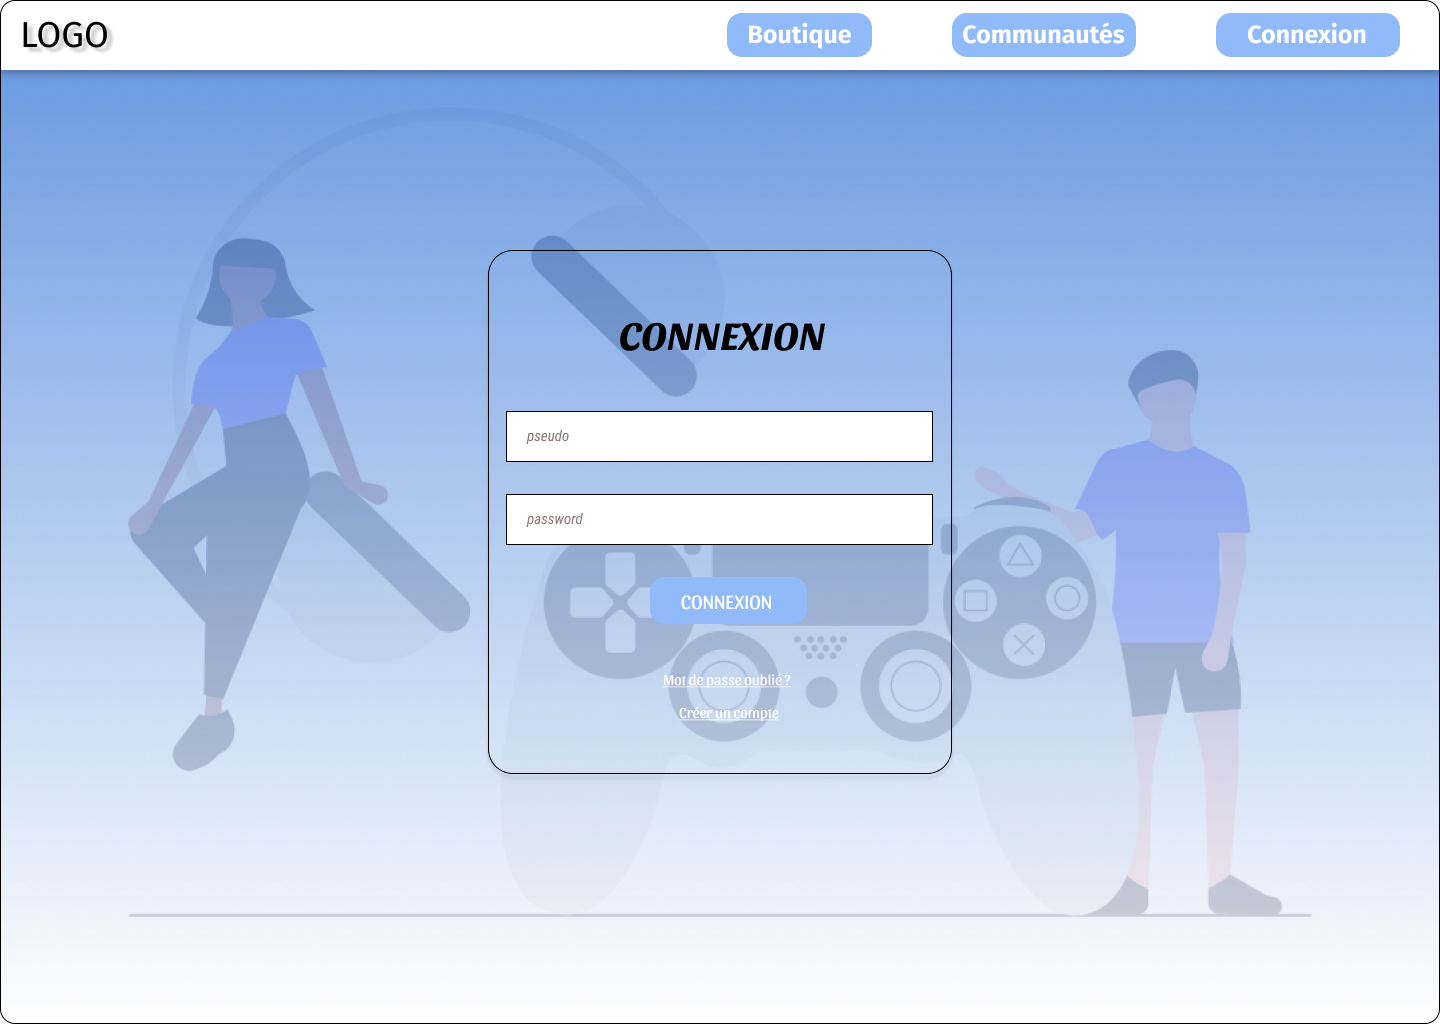 LOGO
Boutique
Communautés
Connexion
CONNEXION
pseudo
password
CONNEXION
Mot de passe oublié ?
Créer un compte